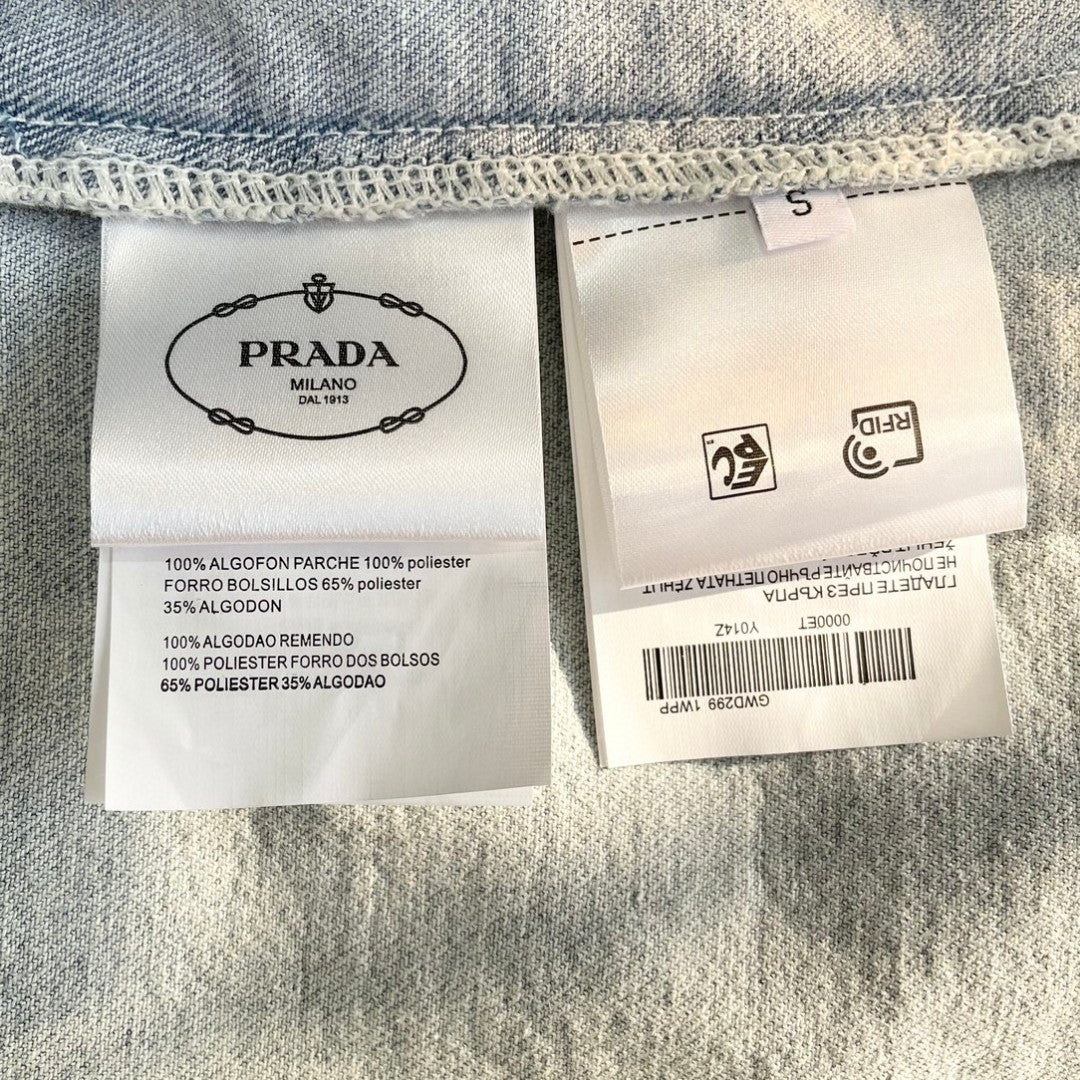 PRADA
MILANO
DAL 1913
100% ALGOFON PARCHE 100% poliester
FORRO BOLSILLOS 65% poliester
35% ALGODON
100% ALGODAO REMENDO
100% POLIESTER FORRO DOS BOLSOS
65% POLIESTER 35% ALGODAO
S
RFID
EPC
GWD299 1WPP
0000ET Y014Z
ГЛАДЕТЕ ПРЕЗ КЪРПА
НЕ ПОЧИСТВАЙТЕ РЪЧНО ПЕТНАТА ZEHLIT